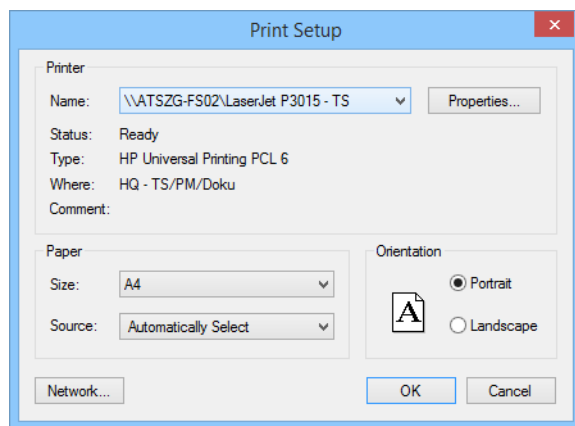 Print Setup
Printer
Name: \\ATSZG-FS02\LaserJet P3015 - TS Properties...
Status: Ready
Type: HP Universal Printing PCL 6
Where: HQ - TS/PM/Doku
Comment:
Paper
Size: A4
Source: Automatically Select
Orientation
A
Portrait
Landscape
Network... OK Cancel